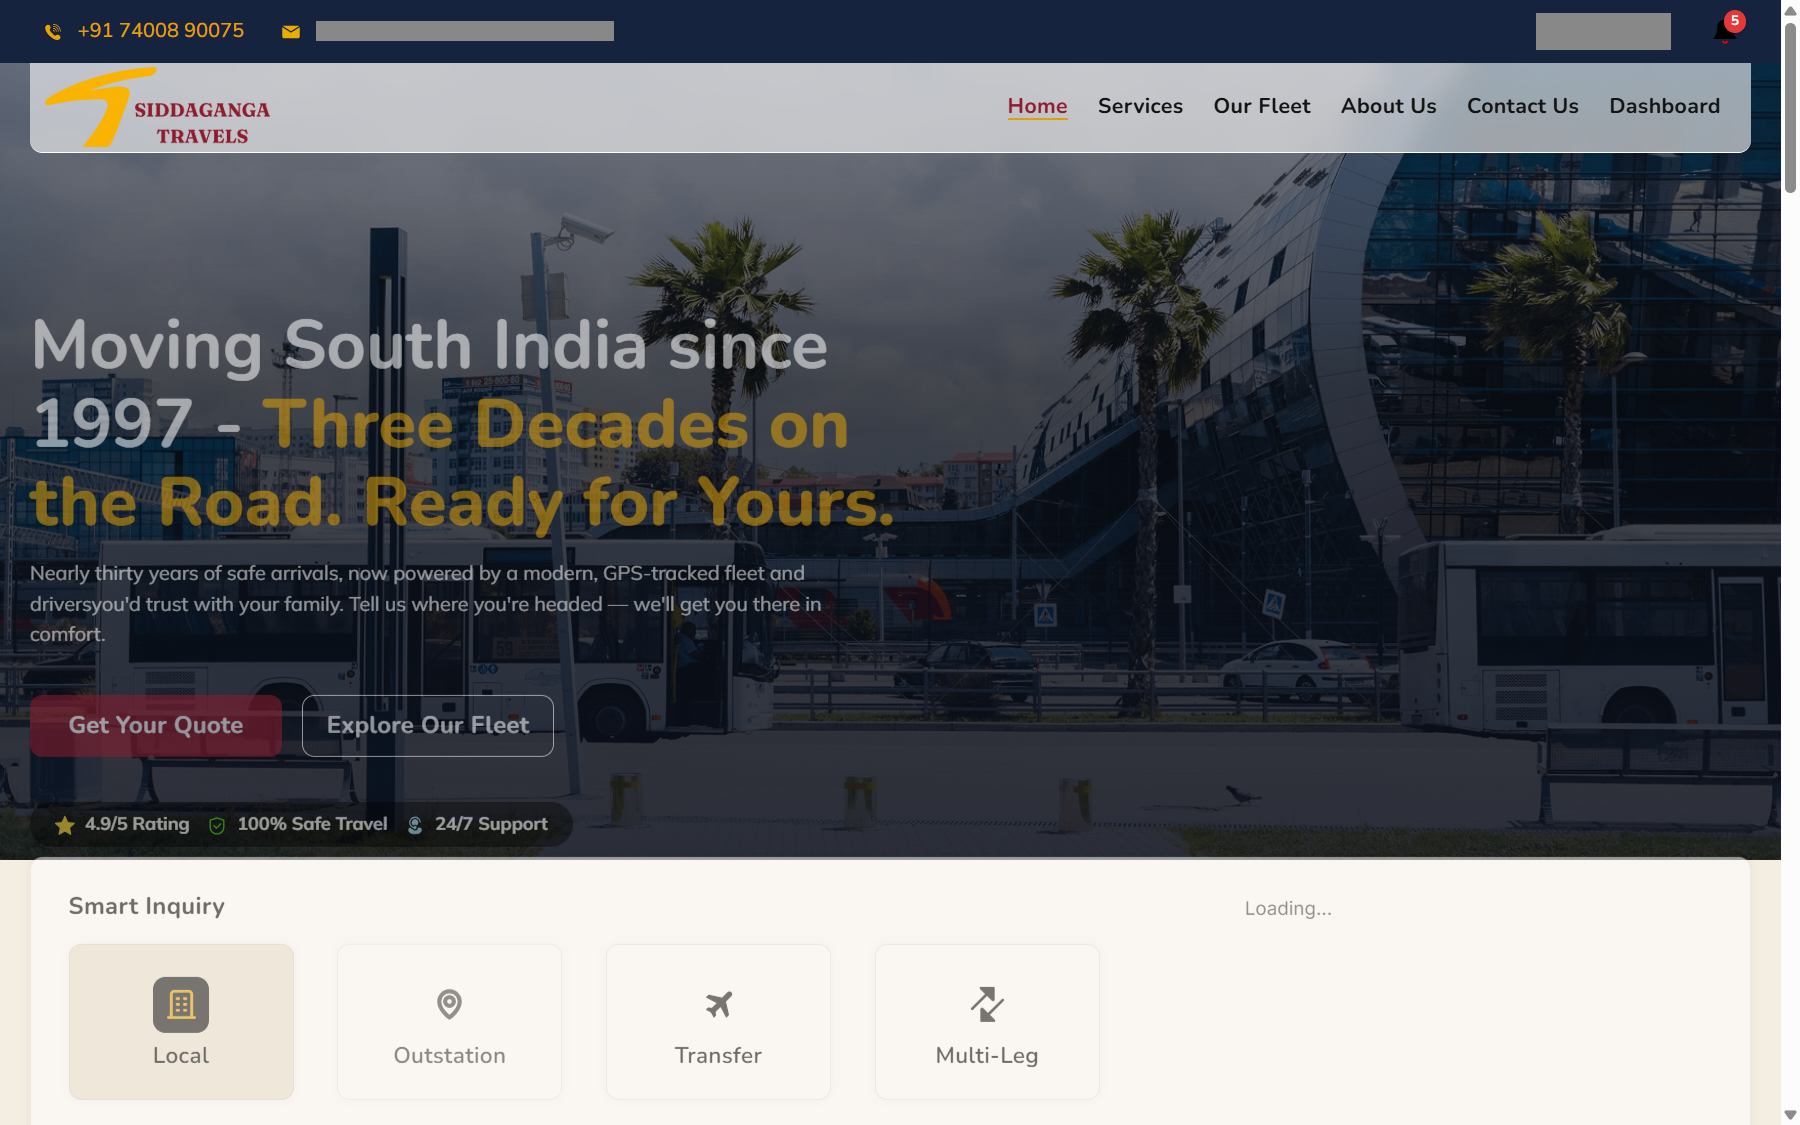 +91 74008 90075
5
SIDDAGANGA
TRAVELS
Home Services Our Fleet About Us Contact Us Dashboard
Moving South India since
1997 - Three Decades on
the Road. Ready for Yours.
Nearly thirty years of safe arrivals, now powered by a modern, GPS-tracked fleet and
driversyou'd trust with your family. Tell us where you're headed — we'll get you there in
comfort.
Get Your Quote Explore Our Fleet
4.9/5 Rating 100% Safe Travel 24/7 Support
Smart Inquiry
Loading...
Local Outstation Transfer Multi-Leg